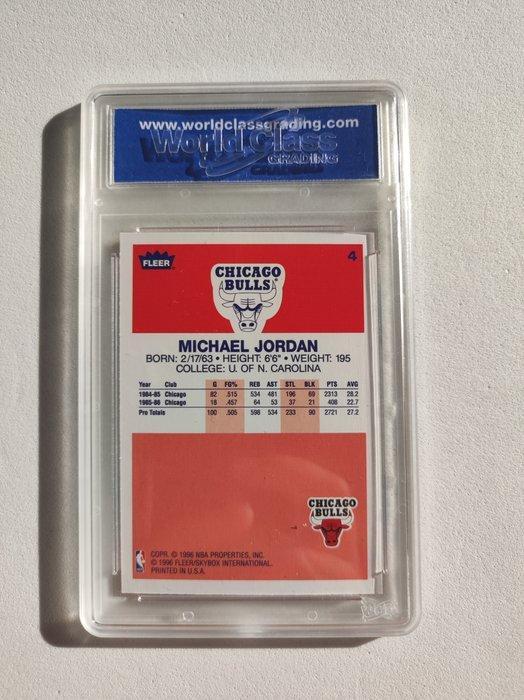 www.worldclassgrading.com
World Class
GRADING
FLEER
4
CHICAGO
BULLS
MICHAEL JORDAN
BORN: 2/17/63 • HEIGHT: 6'6" • WEIGHT: 195
COLLEGE: U. OF N. CAROLINA
Year Club G FG% REB AST STL BLK PTS AVG
1984-85 Chicago 82 .515 534 481 196 69 2313 28.2
1985-86 Chicago 18 .457 64 53 37 21 408 22.7
Pro Totals 100 .505 598 534 233 90 2721 27.2
CHICAGO
BULLS
COPR. © 1996 NBA PROPERTIES, INC.
© 1996 FLEER/SKYBOX INTERNATIONAL.
PRINTED IN U.S.A.